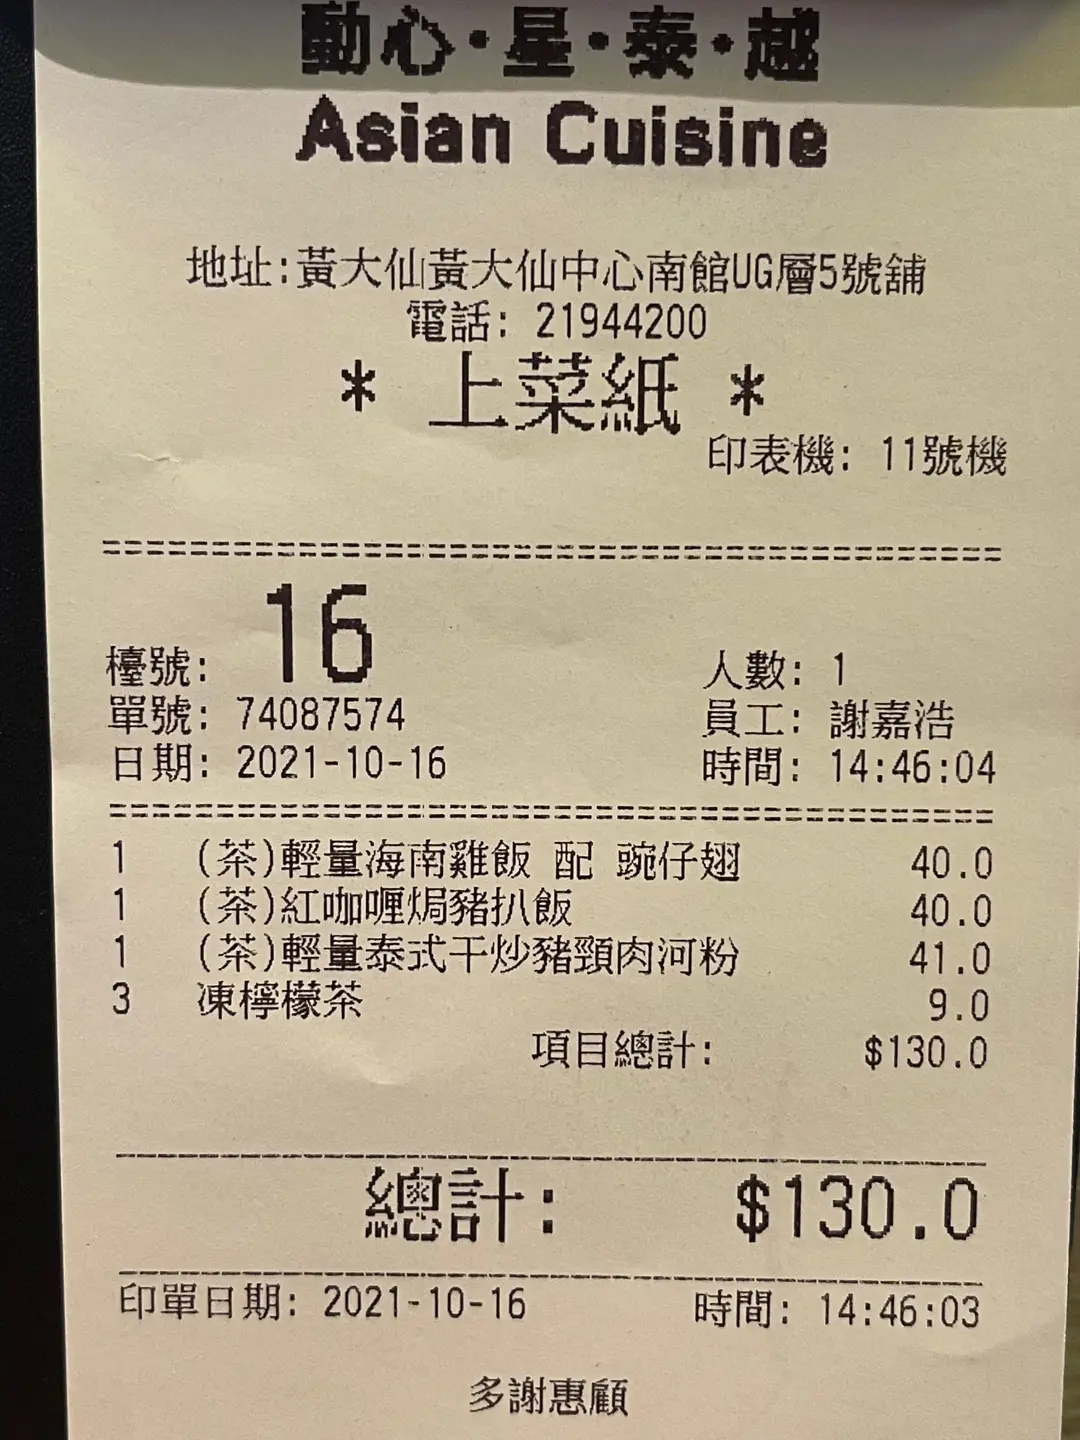 動心·星·泰·越
Asian Cuisine
地址:黃大仙黃大仙中心南館UG層5號舖
電話: 21944200
* 上菜紙 *
印表機: 11號機
檯號: 16 人數: 1
單號: 74087574 員工: 謝嘉浩
日期: 2021-10-16 時間: 14:46:04
1 (茶)輕量海南雞飯 配 豌仔翅 40.0
1 (茶)紅咖喱焗豬扒飯 40.0
1 (茶)輕量泰式干炒豬頸肉河粉 41.0
3 凍檸檬茶 9.0
項目總計: $130.0
總計: $130.0
印單日期: 2021-10-16 時間: 14:46:03
多謝惠顧